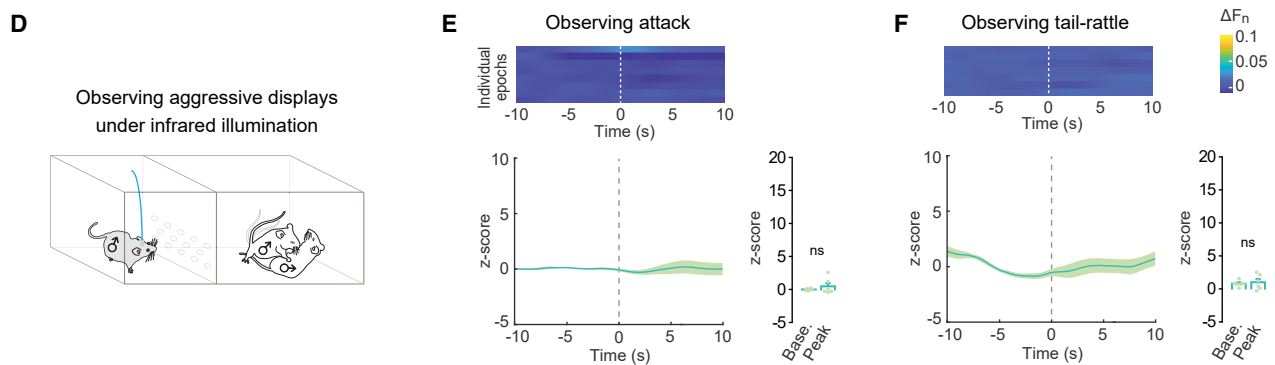 D
Observing aggressive displays
under infrared illumination
♂
♂
♂
E
Observing attack
Individual
epochs
-10 -5 0 5 10
Time (s)
10
5
0
-5
z-score
-10 -5 0 5 10
Time (s)
20
15
10
5
0
-5
z-score
ns
Base.
Peak
F
Observing tail-rattle
-10 -5 0 5 10
Time (s)
10
5
0
-5
z-score
-10 -5 0 5 10
Time (s)
20
15
10
5
0
-5
z-score
ns
Base.
Peak
ΔFn
0.1
0.05
0